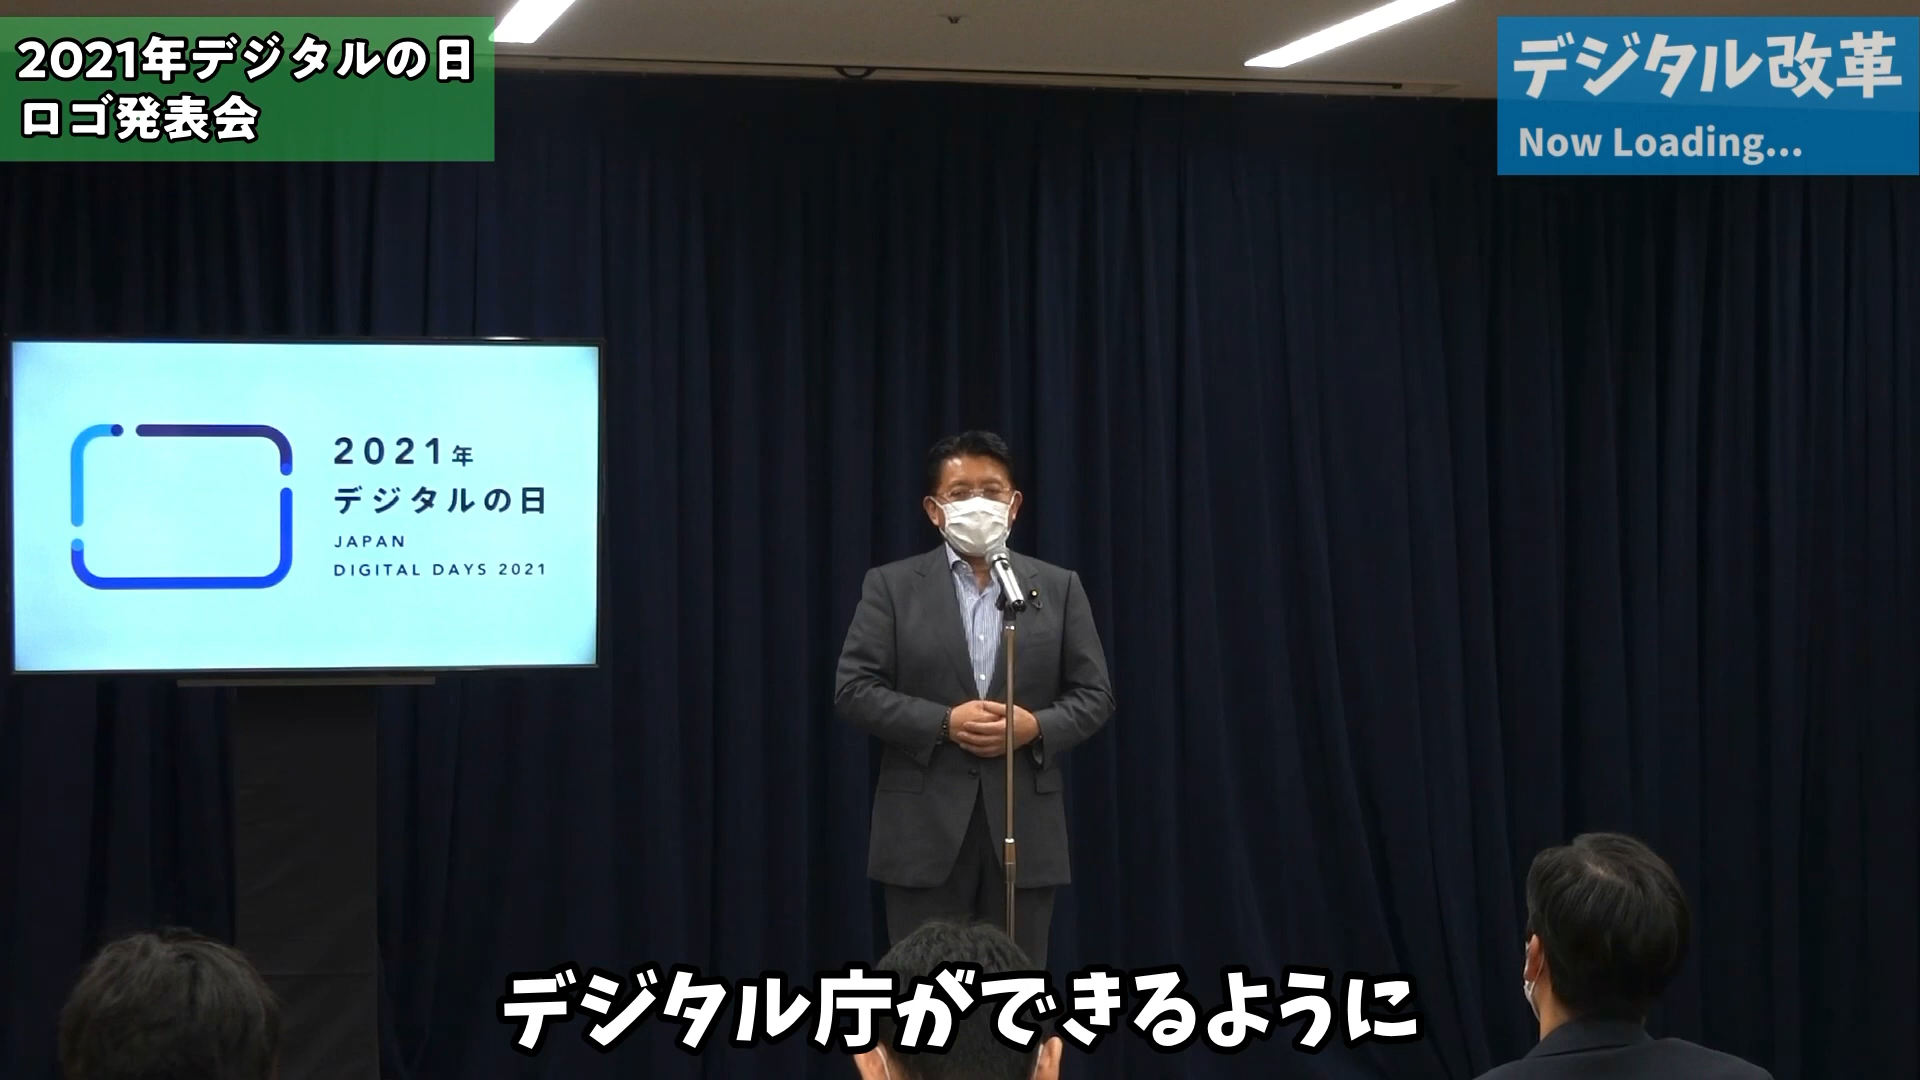 2021年デジタルの日
ロゴ発表会
デジタル改革
Now Loading...
2021年
デジタルの日
JAPAN
DIGITAL DAYS 2021
デジタル庁ができるように